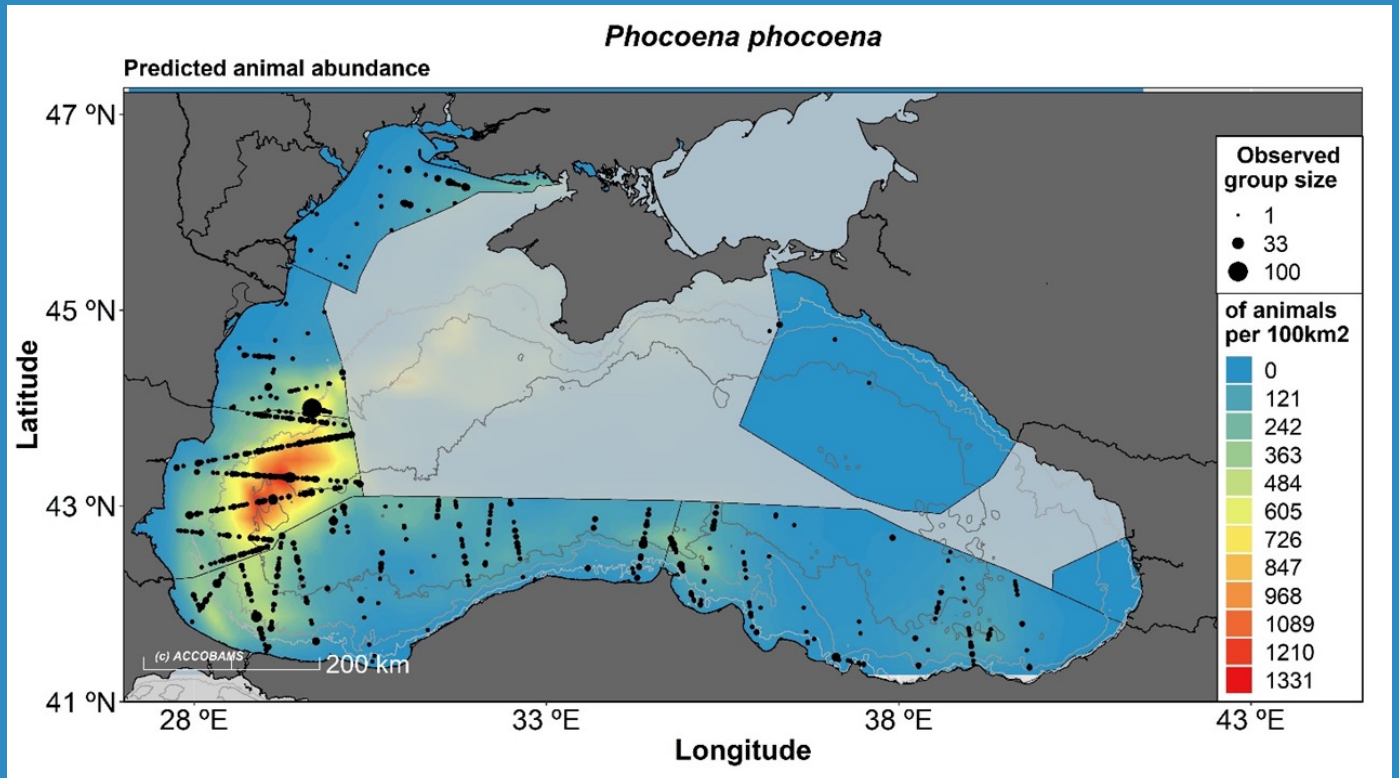 Phocoena phocoena
Predicted animal abundance
47 ºN
45 ºN
43 ºN
41 ºN
Latitude
(c) ACCOBAMS
200 km
28 ºE
33 ºE
38 ºE
43 ºE
Longitude
Observed
group size
1
33
100
of animals
per 100km2
0
121
242
363
484
605
726
847
968
1089
1210
1331